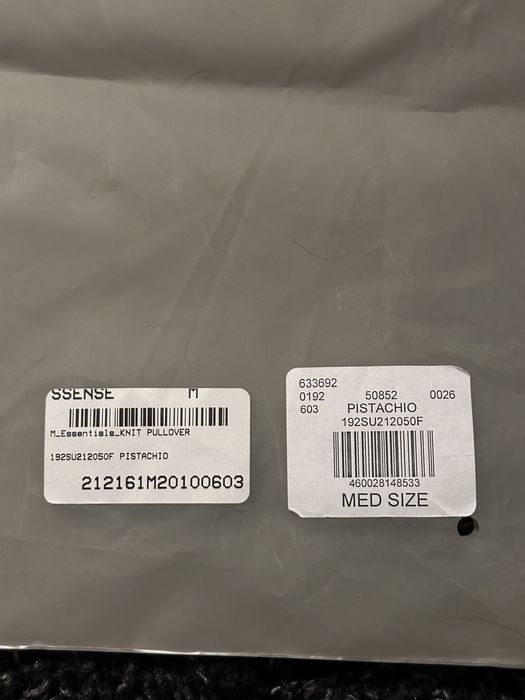 SSENSE M
M_Essentials_KNIT PULLOVER
192SU212050F PISTACHIO
212161M20100603
633692
0192 50852 0026
603 PISTACHIO
192SU212050F
460028148533
MED SIZE